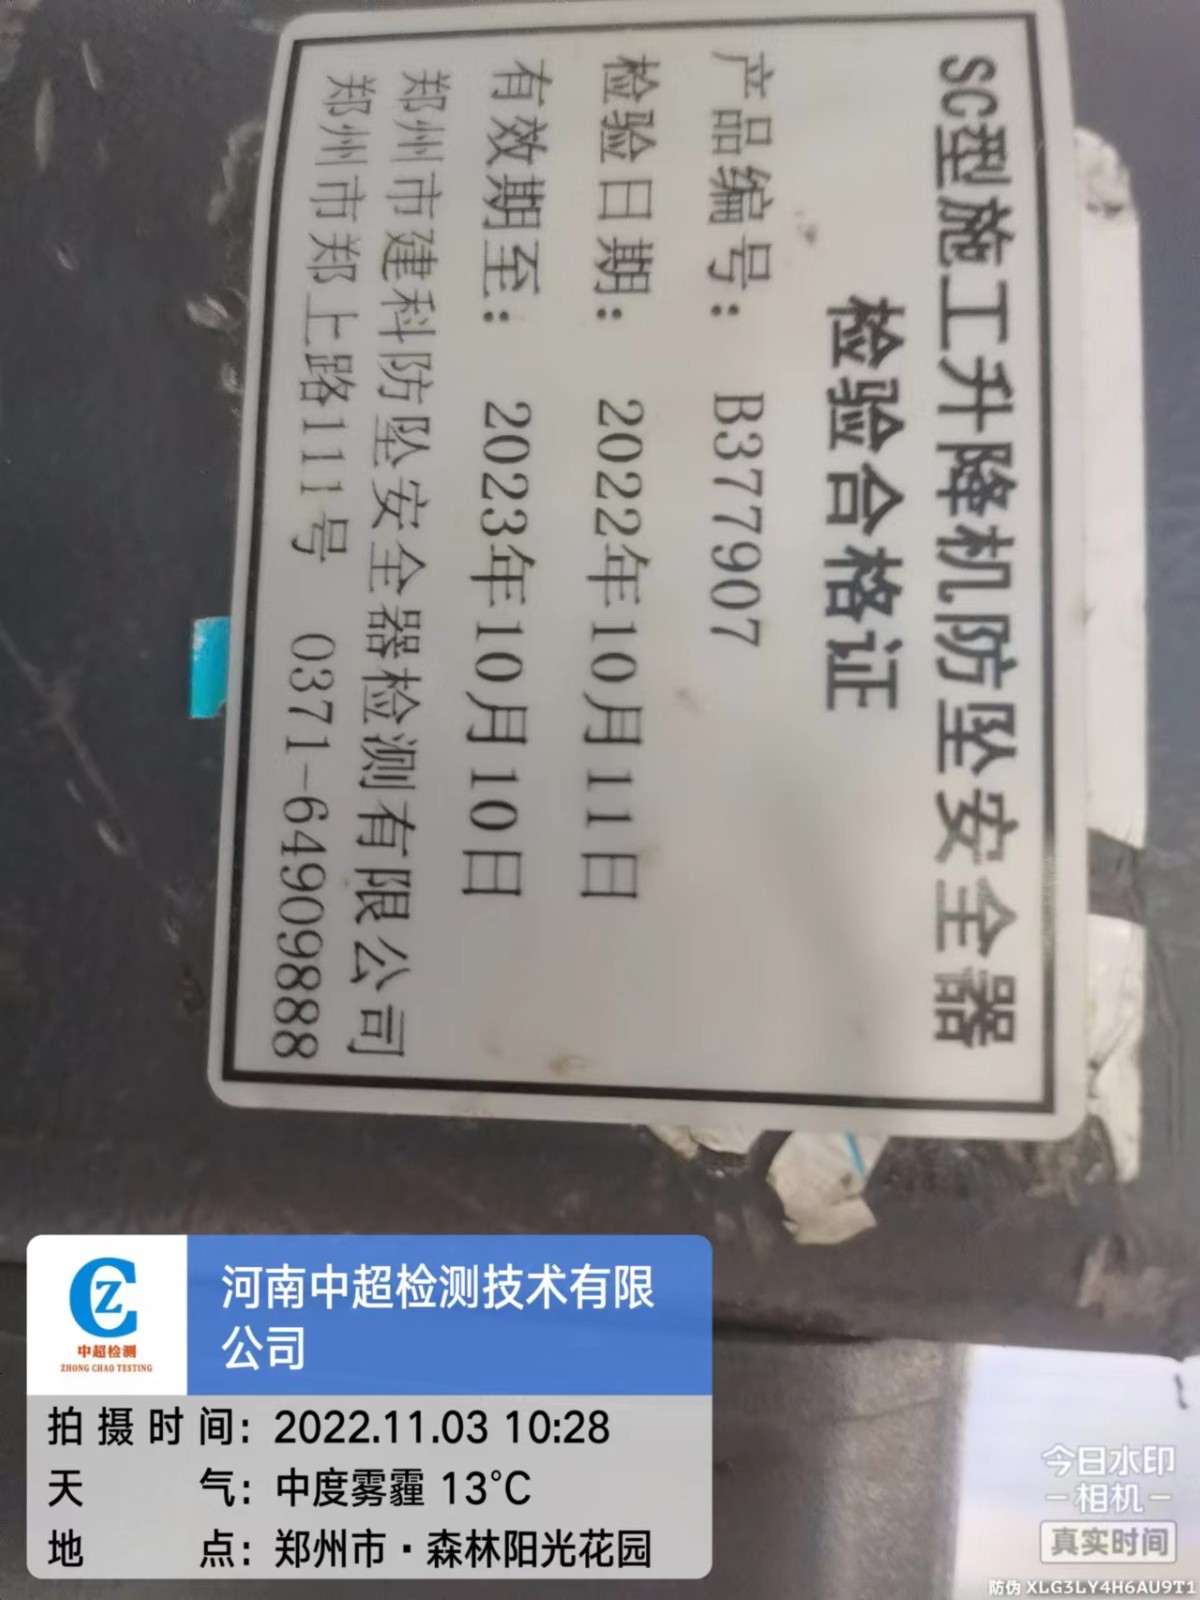 SC型施工升降机防坠安全器
检验合格证
产品编号: B377907
检验日期: 2022年10月11日
有效期至: 2023年10月10日
郑州市建科防坠安全器检测有限公司
郑州市郑上路111号 0371-64909888
CZ
中超检测
ZHONG CHAO TESTING
河南中超检测技术有限
公司
拍摄时间: 2022.11.03 10:28
天气: 中度雾霾 13°C
地点: 郑州市·森林阳光花园
今日水印
-相机-
真实时间
防伪 XLG3LY4H6AU9T1